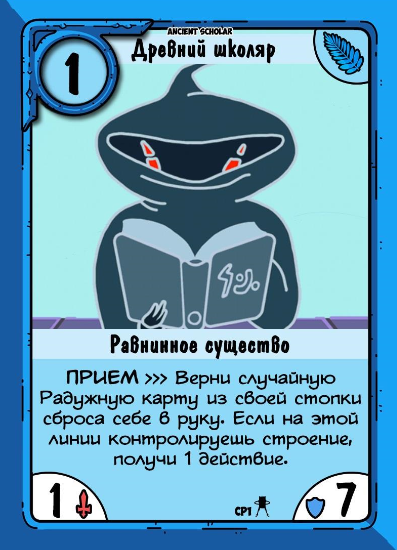 ANCIENT SCHOLAR
Древний школяр
1
Равнинное существо
ПРИЕМ >>> Верни случайную
Радужную карту из своей стопки
сброса себе в руку. Если на этой
линии контролируешь строение,
получи 1 действие.
1
CP1
7